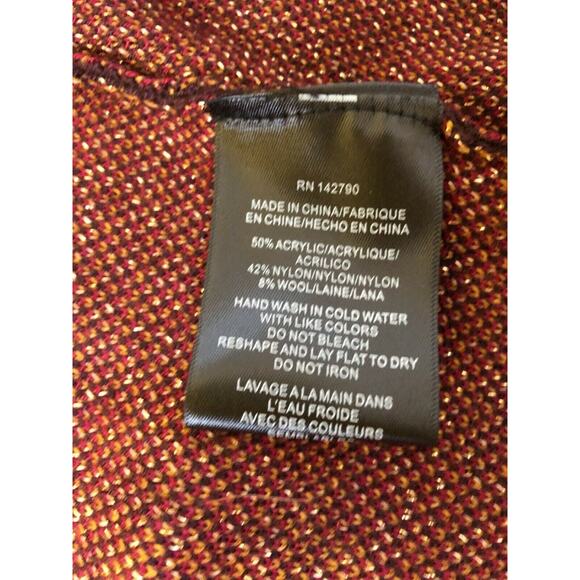 RN 142790
MADE IN CHINA/FABRIQUE
EN CHINE/HECHO EN CHINA
50% ACRYLIC/ACRYLIQUE/
ACRILICO
42% NYLON/NYLON/NYLON
8% WOOL/LAINE/LANA
HAND WASH IN COLD WATER
WITH LIKE COLORS
DO NOT BLEACH
RESHAPE AND LAY FLAT TO DRY
DO NOT IRON
LAVAGE A LA MAIN DANS
L'EAU FROIDE
AVEC DES COULEURS